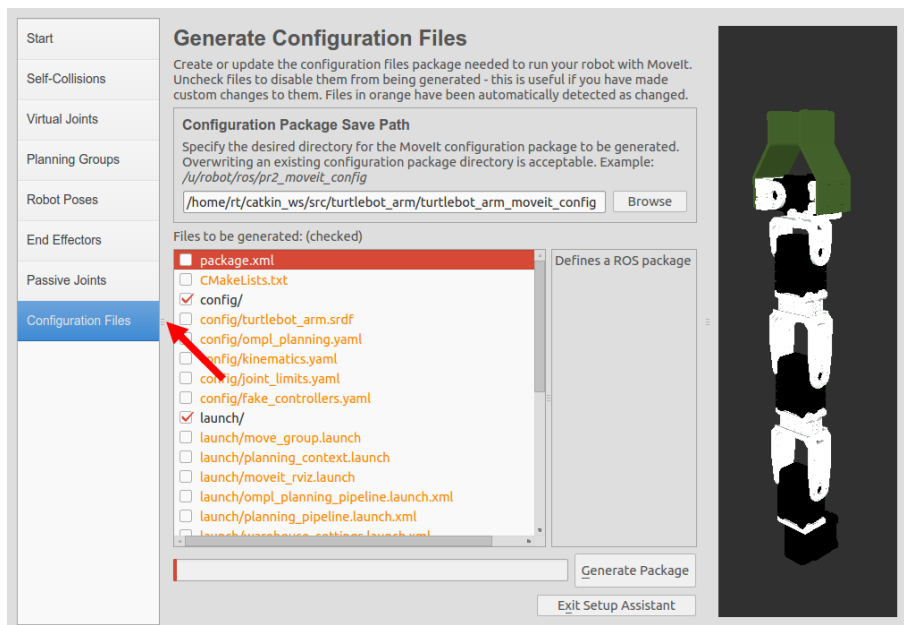 Start
Self-Collisions
Virtual Joints
Planning Groups
Robot Poses
End Effectors
Passive Joints
Configuration Files
Generate Configuration Files
Create or update the configuration files package needed to run your robot with MoveIt.
Uncheck files to disable them from being generated - this is useful if you have made
custom changes to them. Files in orange have been automatically detected as changed.
Configuration Package Save Path
Specify the desired directory for the MoveIt configuration package to be generated.
Overwriting an existing configuration package directory is acceptable. Example:
/u/robot/ros/pr2_moveit_config
/home/rt/catkin_ws/src/turtlebot_arm/turtlebot_arm_moveit_config
Browse
Files to be generated: (checked)
package.xml
CMakeLists.txt
config/
config/turtlebot_arm.srdf
config/ompl_planning.yaml
config/kinematics.yaml
config/joint_limits.yaml
config/fake_controllers.yaml
launch/
launch/move_group.launch
launch/planning_context.launch
launch/moveit_rviz.launch
launch/ompl_planning_pipeline.launch.xml
launch/planning_pipeline.launch.xml
launch/warehouse_settings.launch.xml
Defines a ROS package
Generate Package
Exit Setup Assistant